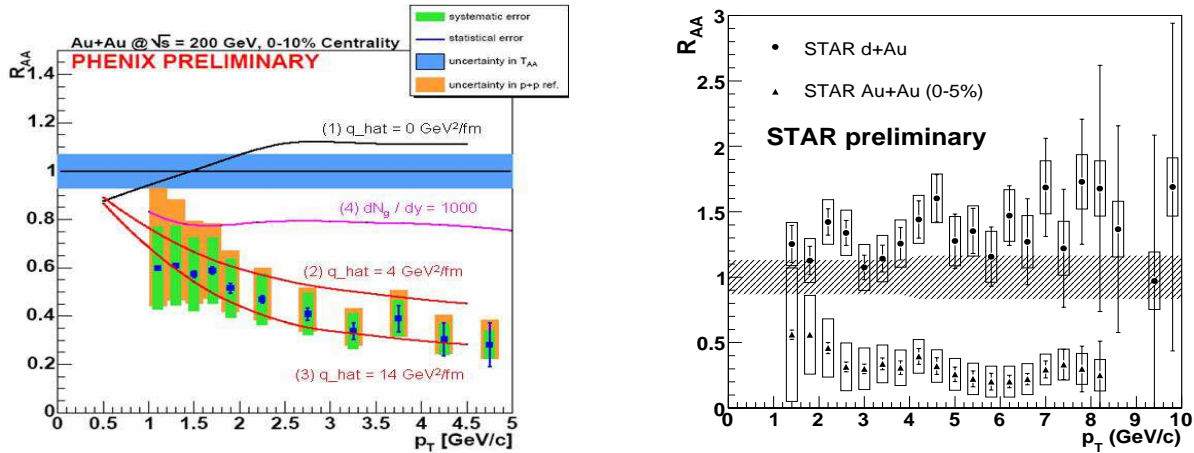 systematic error
statistical error
uncertainty in T_AA
uncertainty in p+p ref.
Au+Au @ √s = 200 GeV, 0-10% Centrality
PHENIX PRELIMINARY
R_AA
1.4
1.2
1
0.8
0.6
0.4
0.2
0
(1) q_hat = 0 GeV²/fm
(4) dN_g / dy = 1000
(2) q_hat = 4 GeV²/fm
(3) q_hat = 14 GeV²/fm
0 0.5 1 1.5 2 2.5 3 3.5 4 4.5 5
p_T [GeV/c]
R_AA
3
2.5
2
1.5
1
0.5
0
STAR d+Au
STAR Au+Au (0-5%)
STAR preliminary
0 1 2 3 4 5 6 7 8 9 10
p_T (GeV/c)